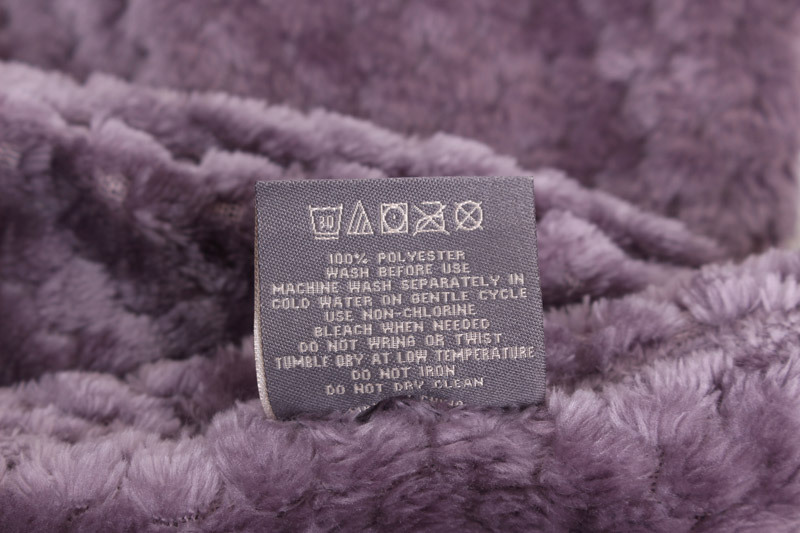 30
100% POLYESTER
WASH BEFORE USE
MACHINE WASH SEPARATELY IN
COLD WATER ON GENTLE CYCLE
USE NON-CHLORINE
BLEACH WHEN NEEDED
DO NOT WRING OR TWIST
TUMBLE DRY AT LOW TEMPERATURE
DO NOT IRON
DO NOT DRY CLEAN